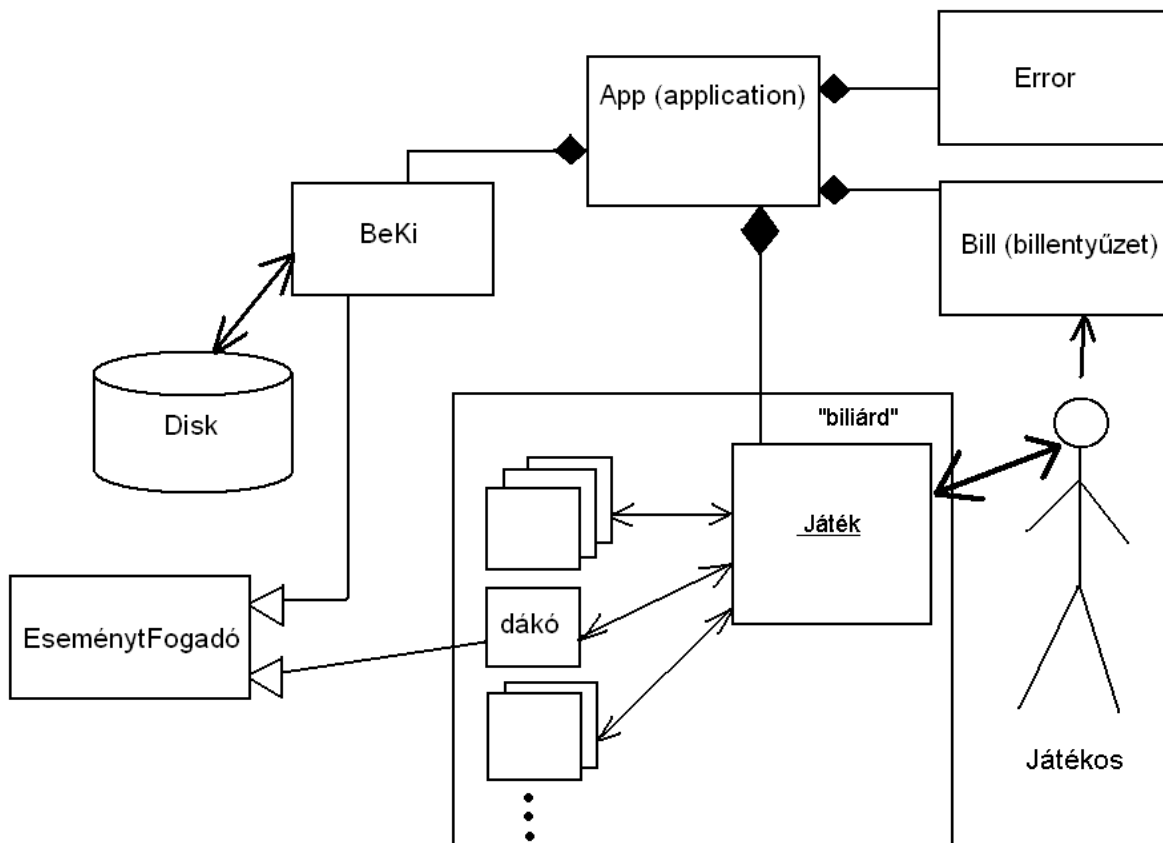 App (application)
Error
BeKi
Bill (billentyűzet)
Disk
"biliárd"
Játék
dákó
EseménytFogadó
Játékos